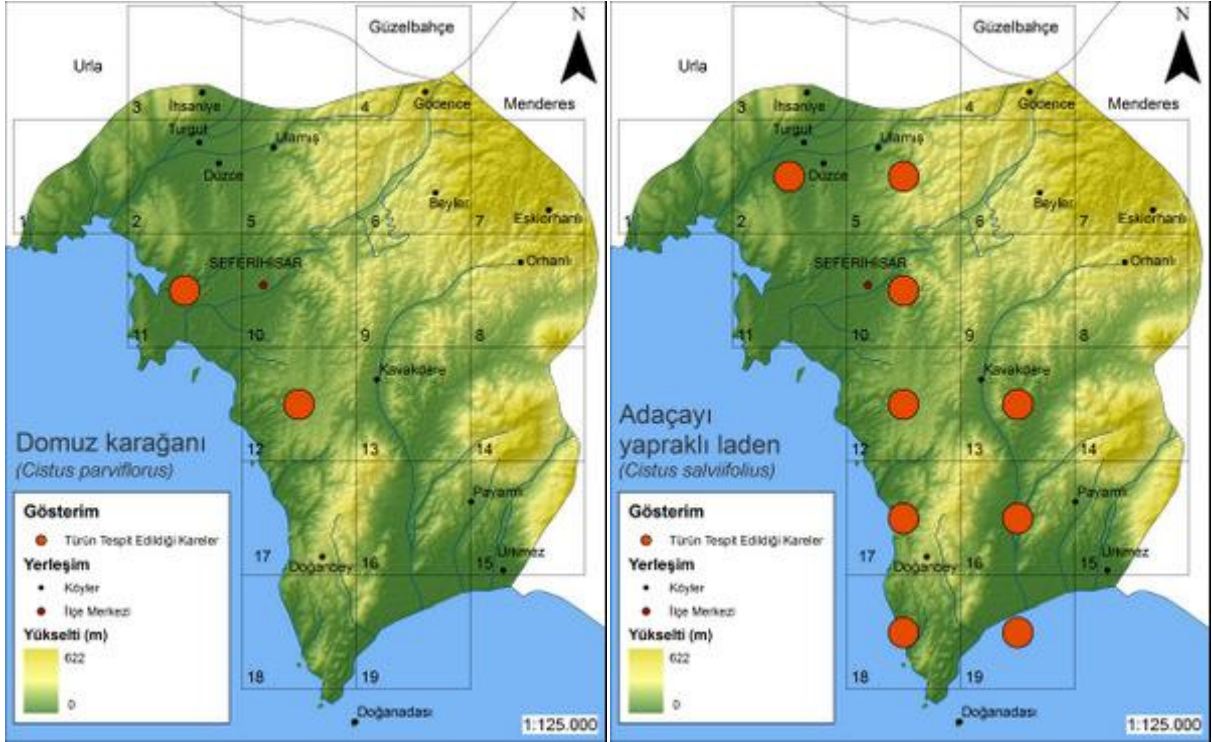 N
Güzelbahçe
Urla
Menderes
İhsaniye
3
4
Gödence
Turgut
Ulamış
Düzce
Beyler
Eskiorhanlı
1
2
5
6
7
SEFERİHİSAR
Orhanlı
11
10
9
8
Kavakdere
Domuz karağanı
(Cistus parviflorus)
12
13
14
Payamlı
Gösterim
Türün Tespit Edildiği Kareler
Yerleşim
Köyler
İlçe Merkezi
Yükselti (m)
622
0
17
Doğanbey
16
15
Ürkmez
18
19
Doğanadası
1:125.000
N
Güzelbahçe
Urla
Menderes
İhsaniye
3
4
Gödence
Turgut
Ulamış
Düzce
Beyler
Eskiorhanlı
1
2
5
6
7
SEFERİHİSAR
Orhanlı
11
10
9
8
Kavakdere
Adaçayı
yapraklı laden
(Cistus salviifolius)
12
13
14
Payamlı
Gösterim
Türün Tespit Edildiği Kareler
Yerleşim
Köyler
İlçe Merkezi
Yükselti (m)
622
0
17
Doğanbey
16
15
Ürkmez
18
19
Doğanadası
1:125.000